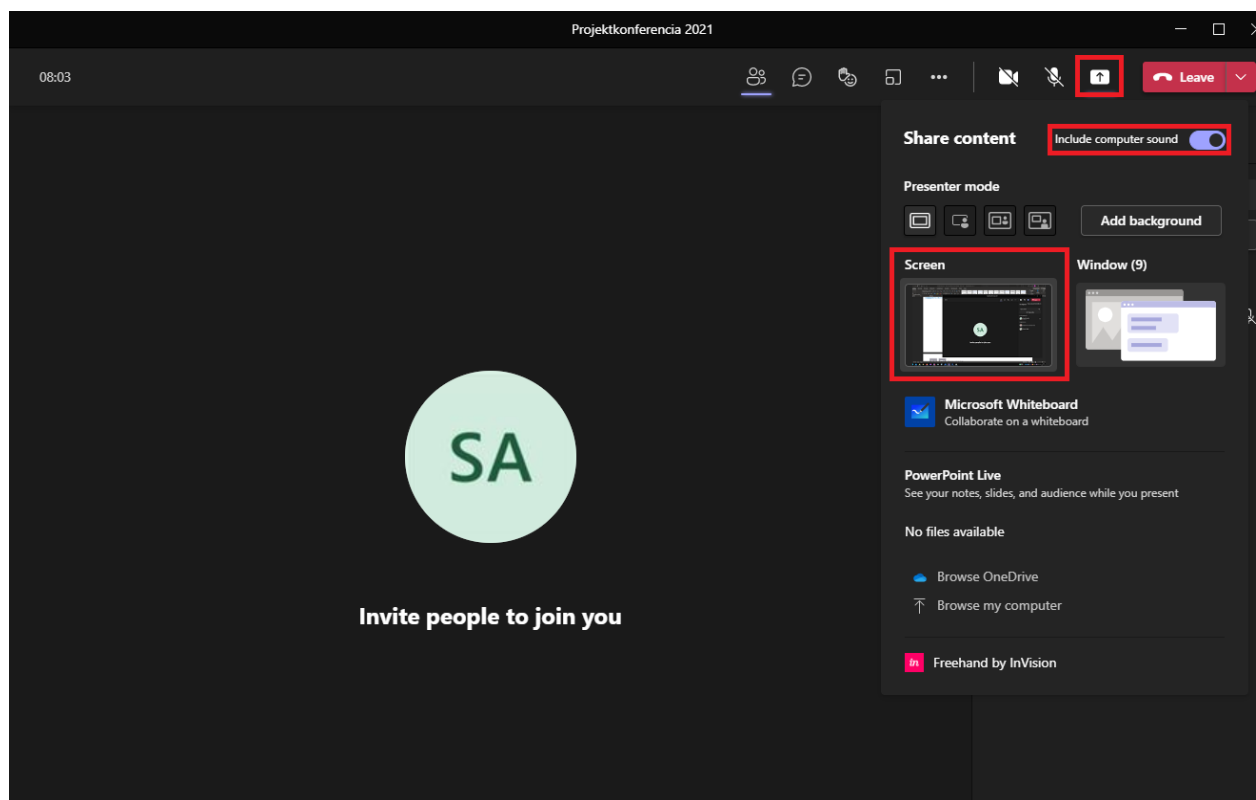 Projektkonferencia 2021
08:03
Leave
Share content
Include computer sound
Presenter mode
Add background
Screen
Window (9)
SA
Microsoft Whiteboard
Collaborate on a whiteboard
SA
PowerPoint Live
See your notes, slides, and audience while you present
No files available
Browse OneDrive
Browse my computer
Invite people to join you
in Freehand by InVision